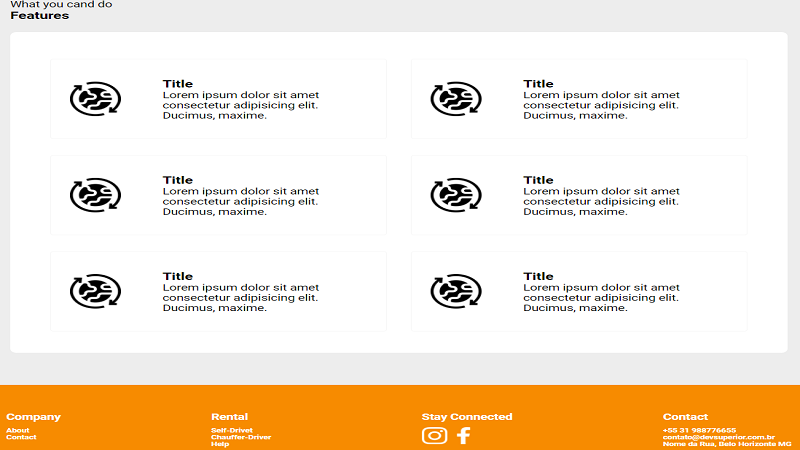 What you cand do
Features
Title
Lorem ipsum dolor sit amet
consectetur adipisicing elit.
Ducimus, maxime.
Title
Lorem ipsum dolor sit amet
consectetur adipisicing elit.
Ducimus, maxime.
Title
Lorem ipsum dolor sit amet
consectetur adipisicing elit.
Ducimus, maxime.
Title
Lorem ipsum dolor sit amet
consectetur adipisicing elit.
Ducimus, maxime.
Title
Lorem ipsum dolor sit amet
consectetur adipisicing elit.
Ducimus, maxime.
Title
Lorem ipsum dolor sit amet
consectetur adipisicing elit.
Ducimus, maxime.
Company
About
Contact
Rental
Self-Drivet
Chauffer-Driver
Help
Stay Connected
Contact
+55 31 988776655
contato@devsuperior.com.br
Nome da Rua, Belo Horizonte MG